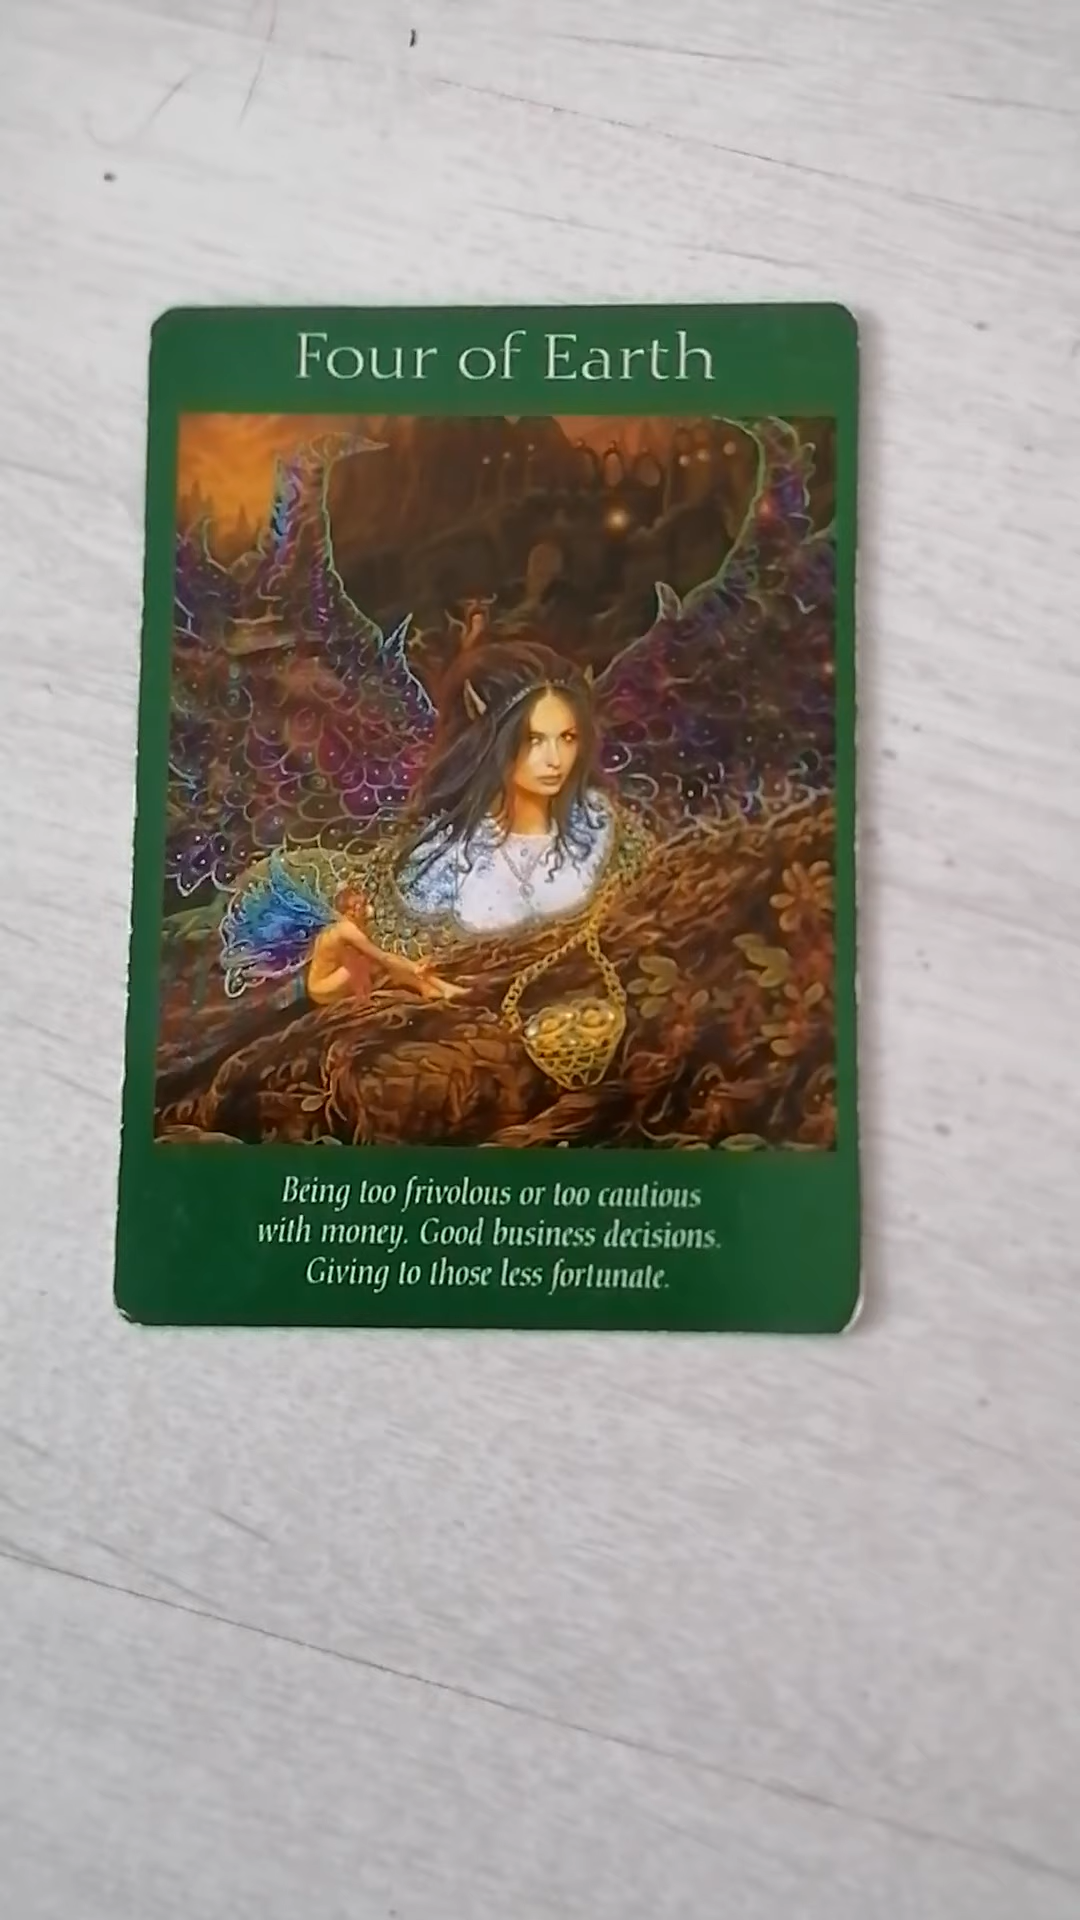 Four of Earth
Being too frivolous or too cautious
with money. Good business decisions.
Giving to those less fortunate.